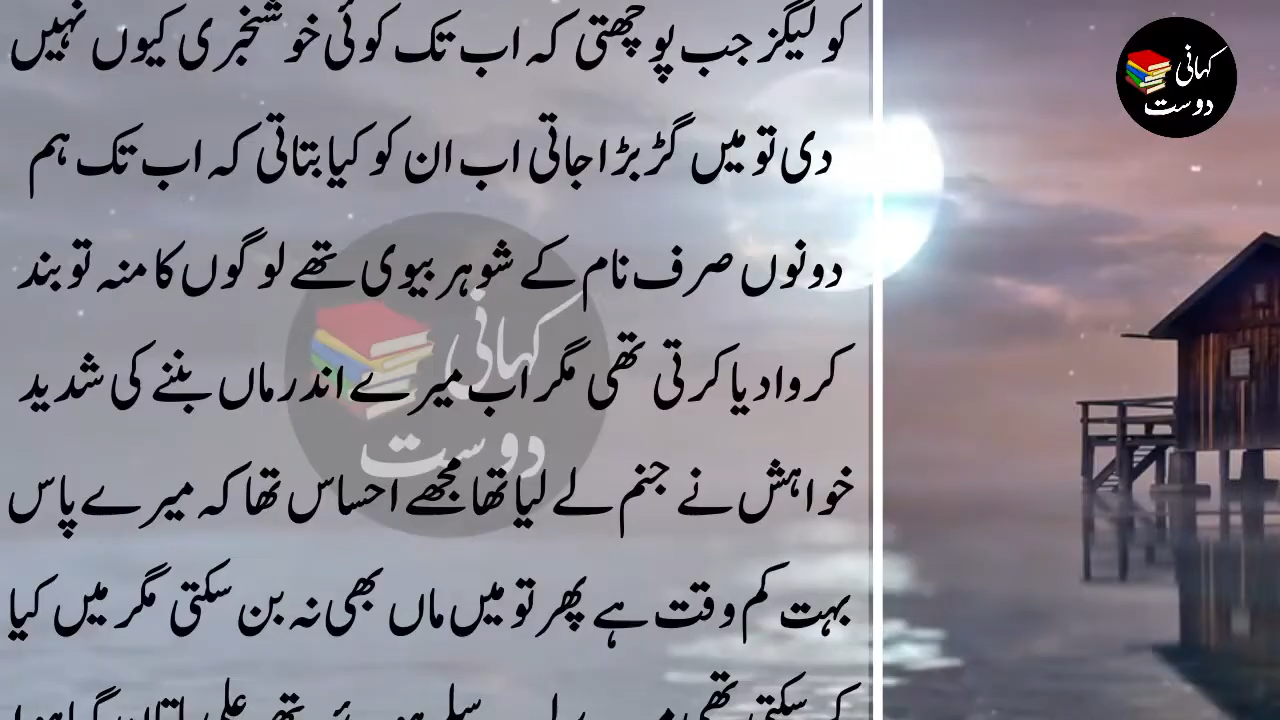 کولیگز جب پوچھتی کہ اب تک کوئی خوشخبری کیوں نہیں
دی تو میں گڑبڑا جاتی اب ان کو کیا بتاتی کہ اب تک ہم
دونوں صرف نام کے شوہر بیوی تھے لوگوں کا منہ تو بند
کروا دیا کرتی تھی مگر اب میرے اندر ماں بننے کی شدید
خواہش نے جنم لے لیا تھا مجھے احساس تھا کہ میرے پاس
بہت کم وقت ہے پھر تو میں ماں بھی نہ بن سکتی مگر میں کیا
کہانی
دوست
کہانی
دوست